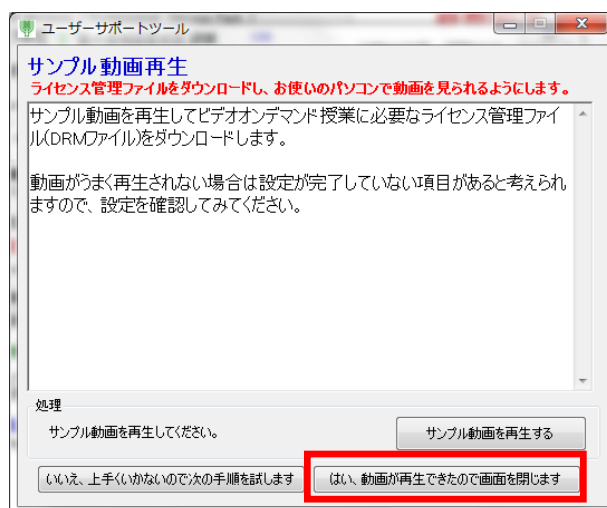 ユーザーサポートツール
サンプル動画再生
ライセンス管理ファイルをダウンロードし、お使いのパソコンで動画を見られるようにします。
サンプル動画を再生してビデオオンデマンド授業に必要なライセンス管理ファイ
ル(DRMファイル)をダウンロードします。
動画がうまく再生されない場合は設定が完了していない項目があると考えられ
ますので、設定を確認してみてください。
処理
サンプル動画を再生してください。
サンプル動画を再生する
いいえ、上手くいかないので次の手順を試します
はい、動画が再生できたので画面を閉じます